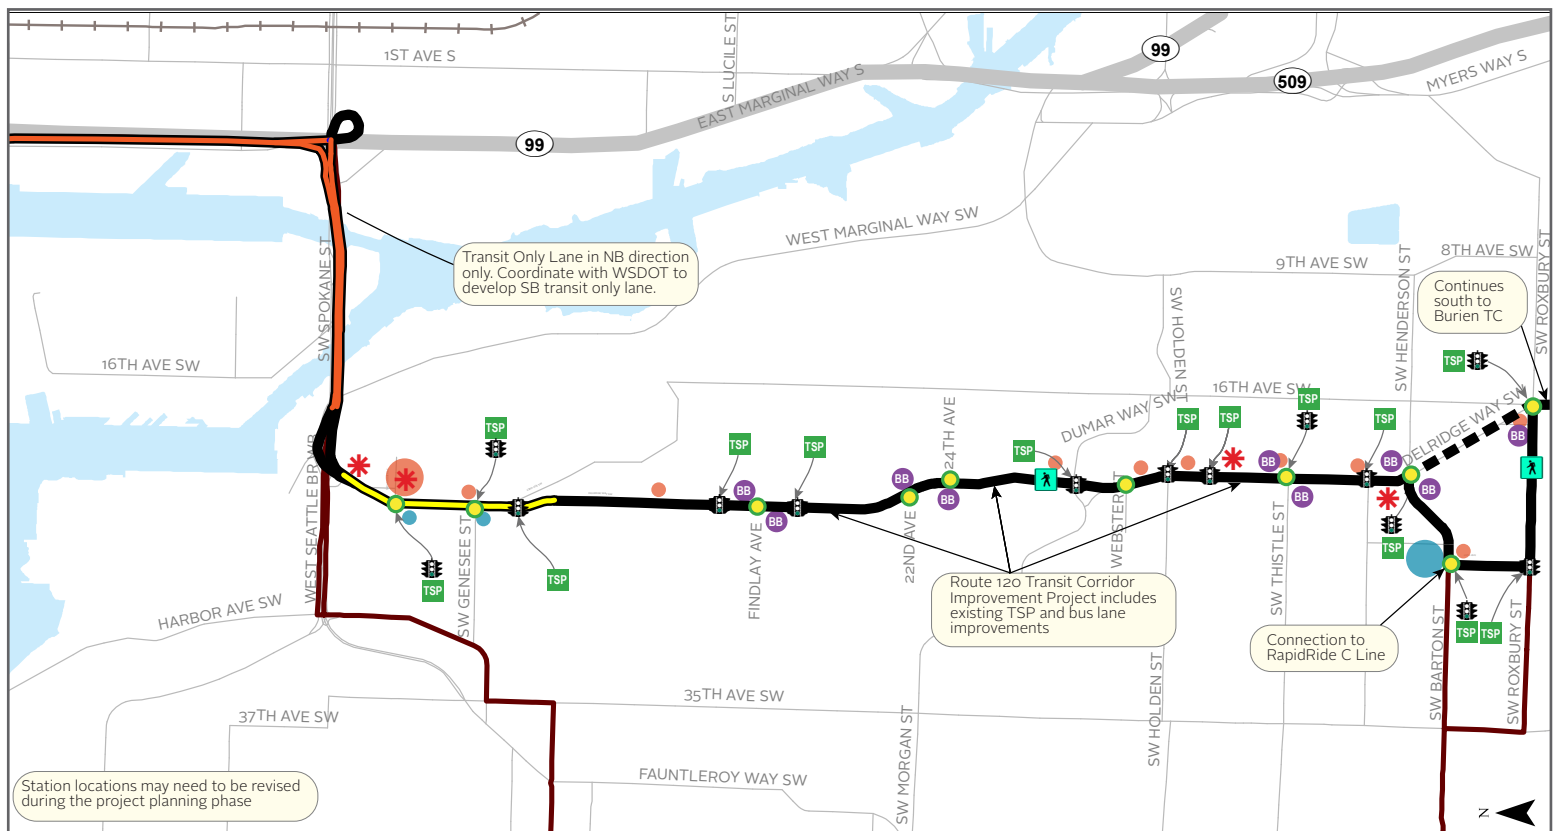 1ST AVE S
S LUCILE ST
EAST MARGINAL WAY S
99
99
509
MYERS WAY S
WEST MARGINAL WAY SW
SW SPOKANE ST
16TH AVE SW
Transit Only Lane in NB direction
only. Coordinate with WSDOT to
develop SB transit only lane.
9TH AVE SW
8TH AVE SW
SW HENDERSON ST
SW ROXBURY ST
Continues
south to
Burien TC
SW HOLDEN ST
16TH AVE SW
DUMAR WAY SW
DELRIDGE WAY SW
24TH AVE
22ND AVE
WEBSTER
FINDLAY AVE
SW GENESEE ST
WEST SEATTLE BR WB
SW THISTLE ST
TSP
TSP
TSP
TSP
TSP
TSP
TSP
TSP
TSP
TSP
TSP
TSP
TSP
TSP
BB
BB
BB
BB
BB
BB
BB
BB
BB
HARBOR AVE SW
Route 120 Transit Corridor
Improvement Project includes
existing TSP and bus lane
improvements
Connection to
RapidRide C Line
SW BARTON ST
SW ROXBURY ST
SW HOLDEN ST
SW MORGAN ST
35TH AVE SW
37TH AVE SW
FAUNTLEROY WAY SW
Station locations may need to be revised
during the project planning phase
N